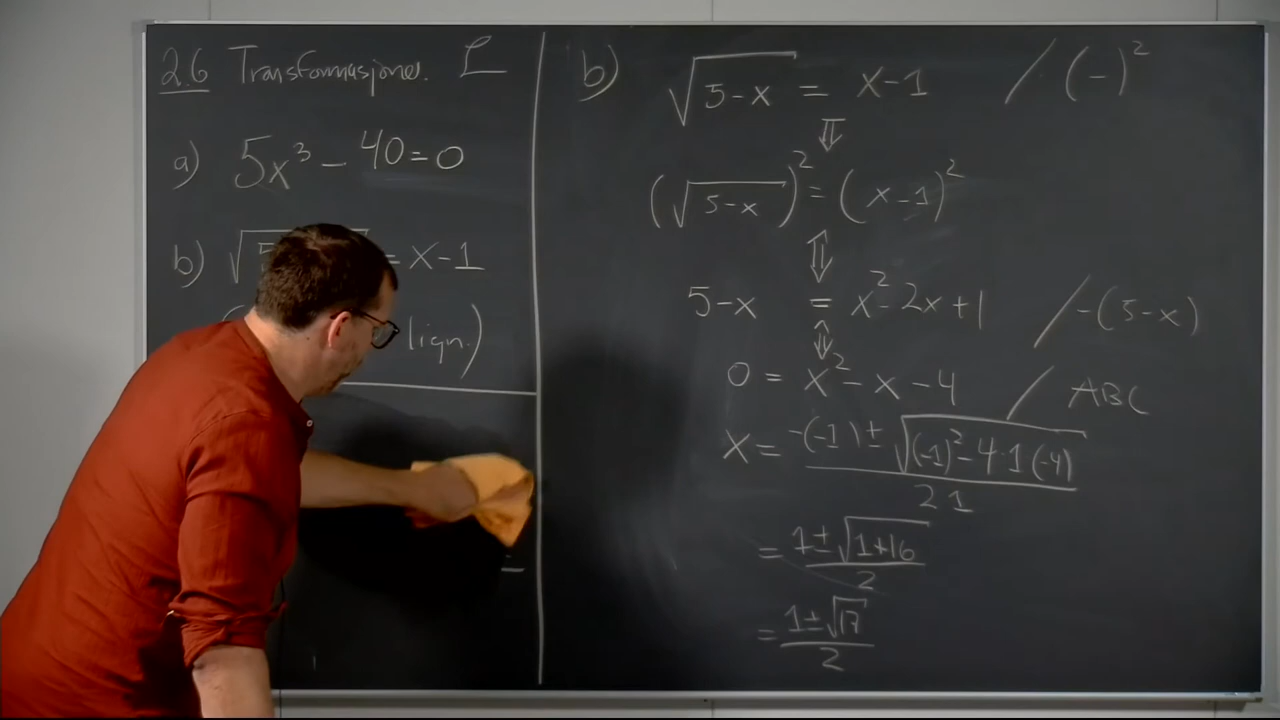 2.6 Transformasjoner. L
a) 5x³ - 40 = 0
b) √5 = x-1
( lign.)
b) √(5-x) = x-1 / (-)²
⇓
(√(5-x))² = (x-1)²
⇕
5-x = x² - 2x + 1 / -(5-x)
⇕
0 = x² - x - 4 / ABC
x = (-(-1) ± √((-1)² - 4·1(-4))) / (2 1)
= (1 ± √(1+16)) / 2
= (1 ± √17) / 2